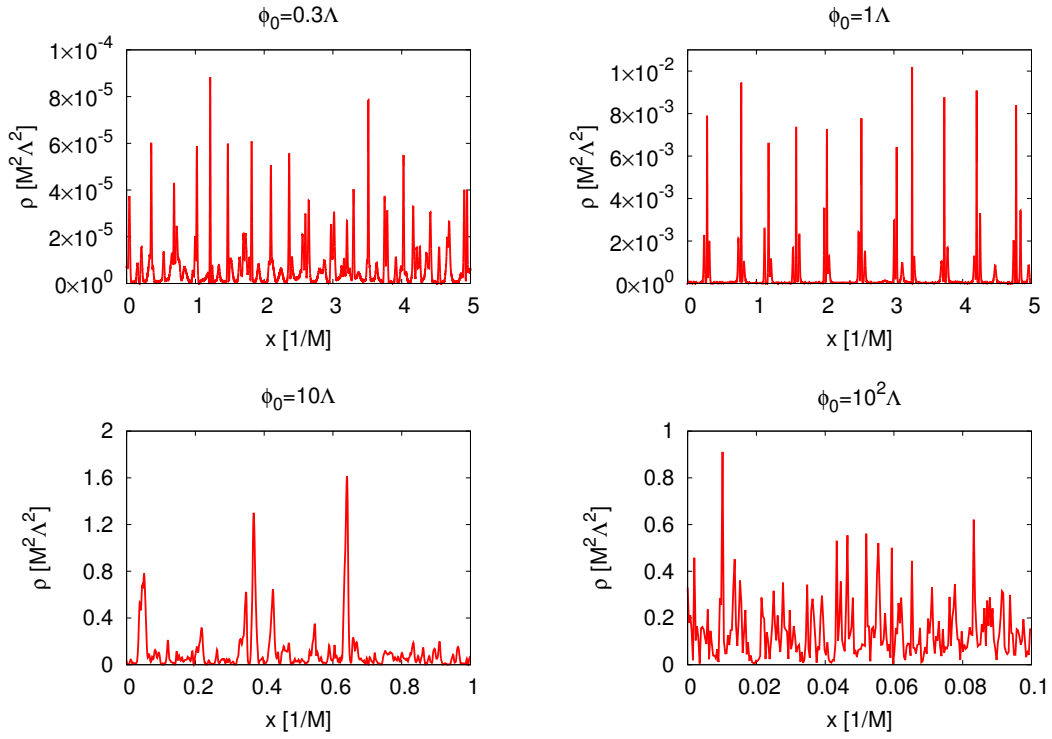 ϕ₀=0.3Λ
1×10⁻⁴
8×10⁻⁵
6×10⁻⁵
4×10⁻⁵
2×10⁻⁵
0×10⁰
ρ [M²Λ²]
0 1 2 3 4 5
x [1/M]
ϕ₀=1Λ
1×10⁻²
8×10⁻³
6×10⁻³
4×10⁻³
2×10⁻³
0×10⁰
ρ [M²Λ²]
0 1 2 3 4 5
x [1/M]
ϕ₀=10Λ
2
1.6
1.2
0.8
0.4
0
ρ [M²Λ²]
0 0.2 0.4 0.6 0.8 1
x [1/M]
ϕ₀=10²Λ
1
0.8
0.6
0.4
0.2
0
ρ [M²Λ²]
0 0.02 0.04 0.06 0.08 0.1
x [1/M]